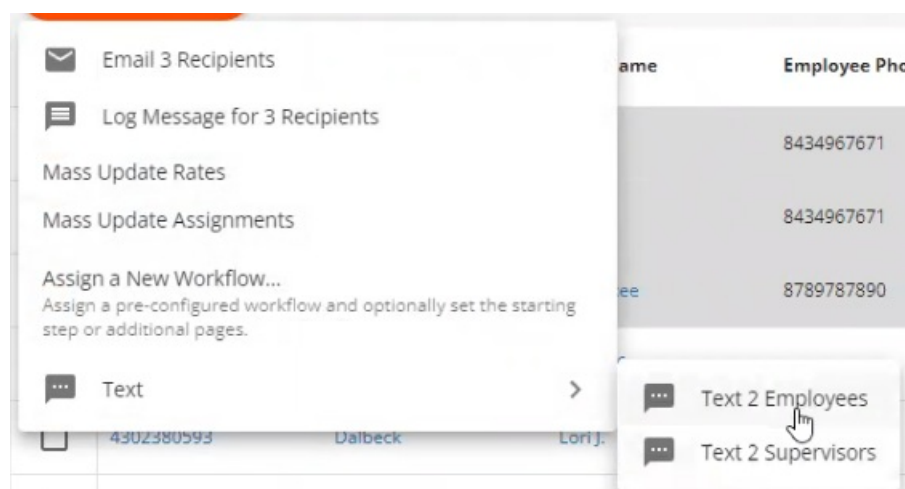 Email 3 Recipients
Log Message for 3 Recipients
Mass Update Rates
Mass Update Assignments
Assign a New Workflow...
Assign a pre-configured workflow and optionally set the starting
step or additional pages.
Text
ame
Employee Pho
8434967671
8434967671
ee
8789787890
Text 2 Employees
Text 2 Supervisors
4302380593
Dalbeck
Lori J.